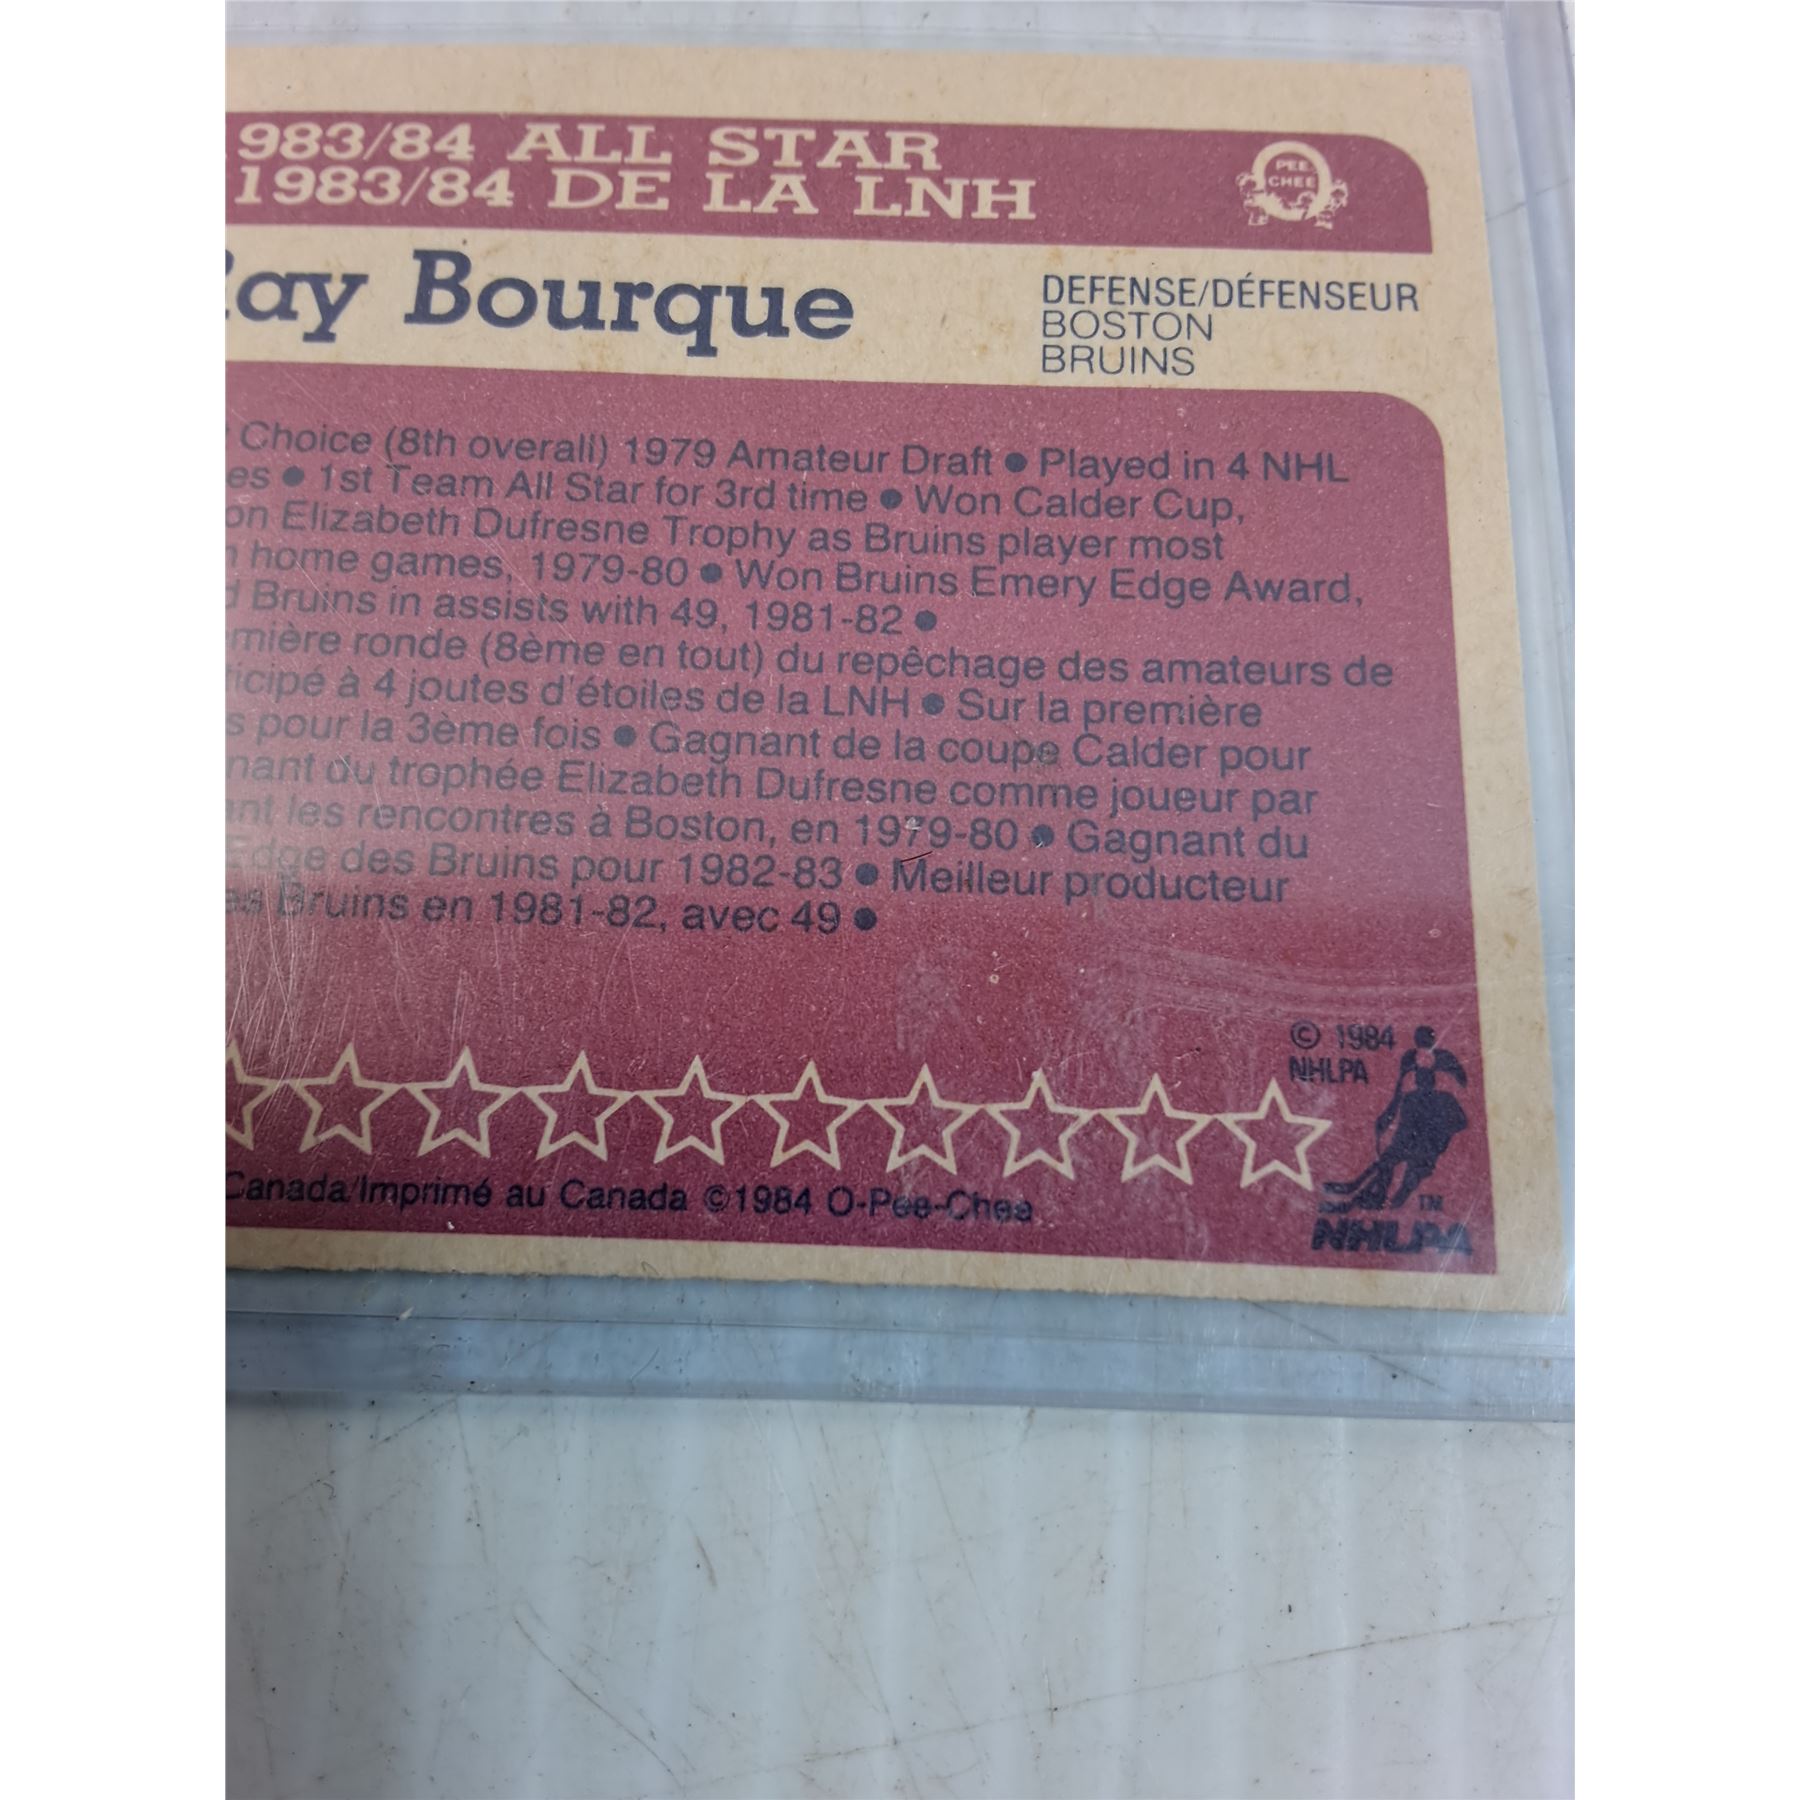 983/84 ALL STAR
1983/84 DE LA LNH
PEE
CHEE
ay Bourque
DEFENSE/DÉFENSEUR
BOSTON
BRUINS
Choice (8th overall) 1979 Amateur Draft • Played in 4 NHL
es • 1st Team All Star for 3rd time • Won Calder Cup,
on Elizabeth Dufresne Trophy as Bruins player most
home games, 1979-80 • Won Bruins Emery Edge Award,
d Bruins in assists with 49, 1981-82 •
mière ronde (8ème en tout) du repêchage des amateurs de
ticipé à 4 joutes d'étoiles de la LNH • Sur la première
s pour la 3ème fois • Gagnant de la coupe Calder pour
nant du trophée Elizabeth Dufresne comme joueur par
ant les rencontres à Boston, en 1979-80 • Gagnant du
Edge des Bruins pour 1982-83 • Meilleur producteur
es Bruins en 1981-82, avec 49 •
© 1984
NHLPA
Canada/Imprimé au Canada ©1984 O-Pee-Chee
TM
NHLPA